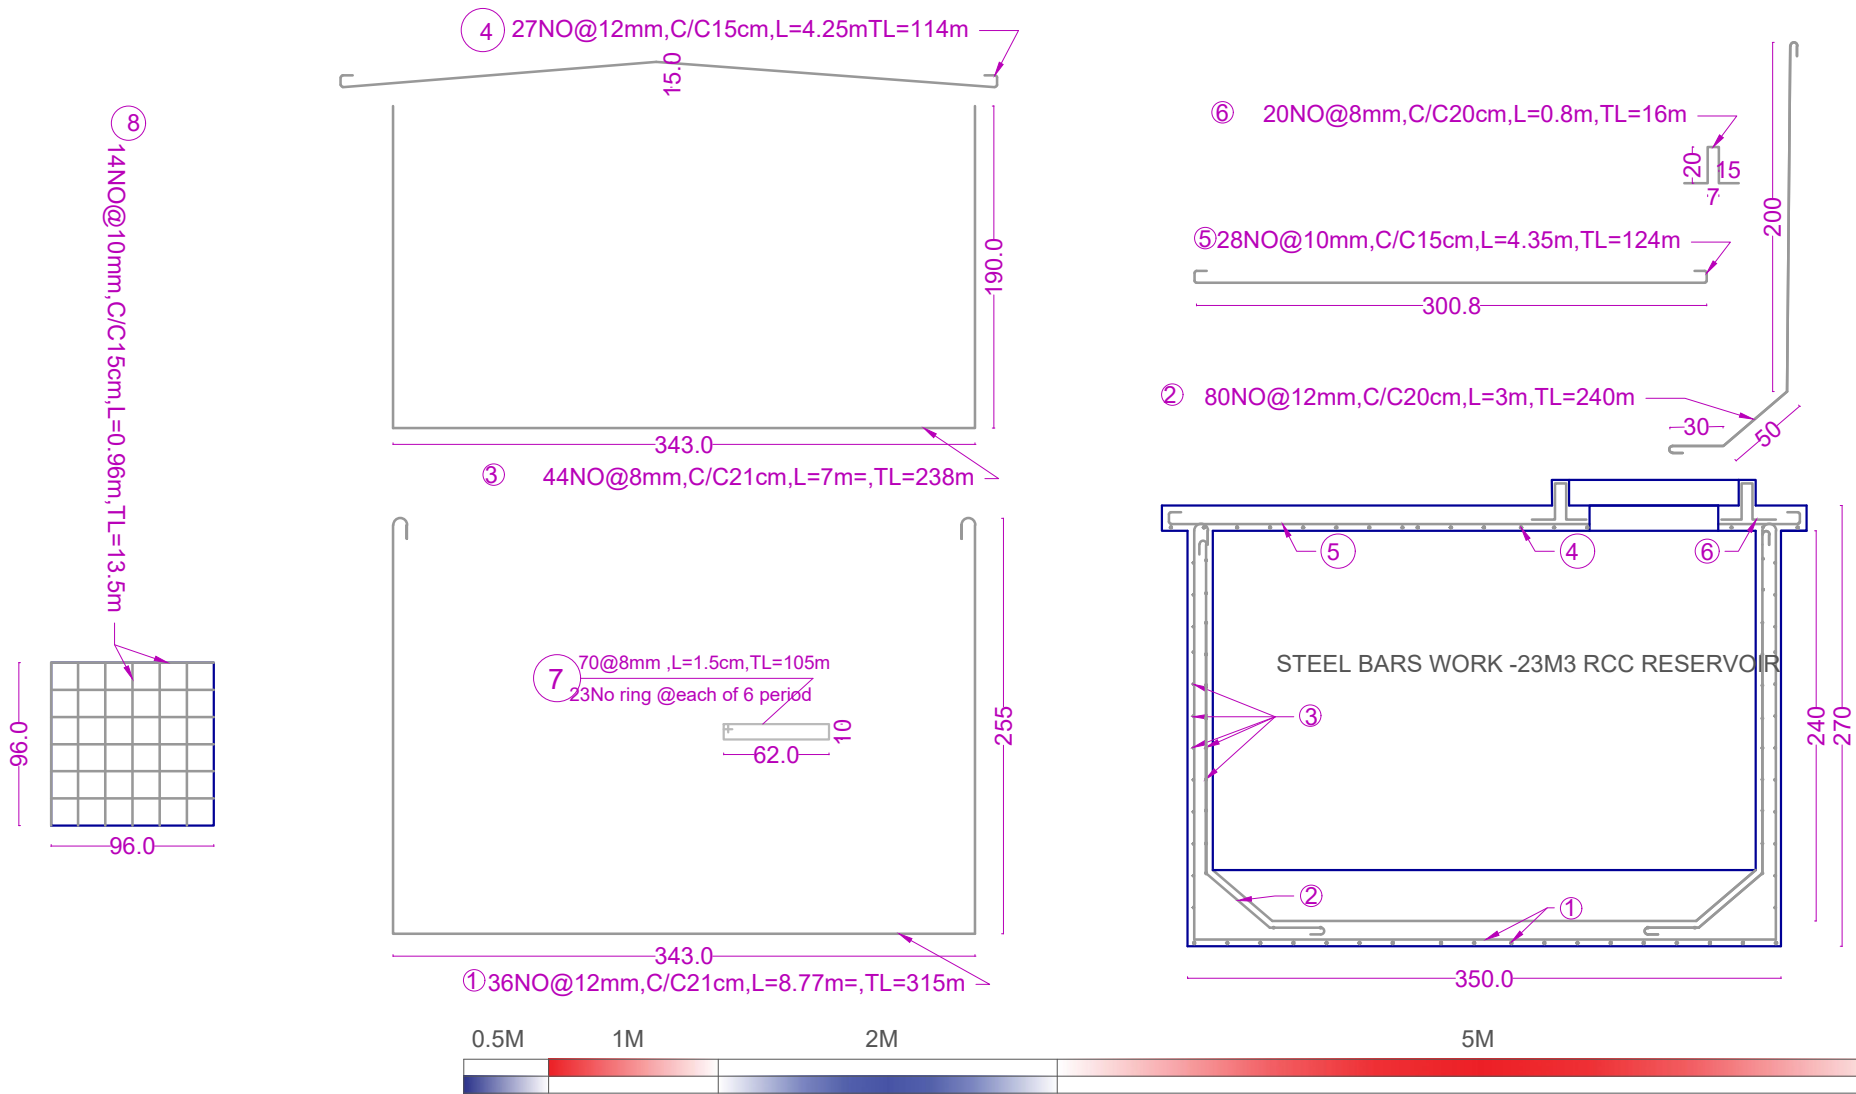 ④ 27NO@12mm,C/C15cm,L=4.25mTL=114m
15.0
190.0
343.0
③ 44NO@8mm,C/C21cm,L=7m=,TL=238m
⑧ 14NO@10mm,C/C15cm,L=0.96m,TL=13.5m
96.0
96.0
⑦ 70@8mm ,L=1.5cm,TL=105m
23No ring @each of 6 period
10
62.0
255
343.0
①36NO@12mm,C/C21cm,L=8.77m=,TL=315m
⑥ 20NO@8mm,C/C20cm,L=0.8m,TL=16m
20
15
7
200
⑤28NO@10mm,C/C15cm,L=4.35m,TL=124m
300.8
② 80NO@12mm,C/C20cm,L=3m,TL=240m
30
50
⑤ ④ ⑥
STEEL BARS WORK -23M3 RCC RESERVOIR
③
240
270
②
①
350.0
0.5M 1M 2M 5M